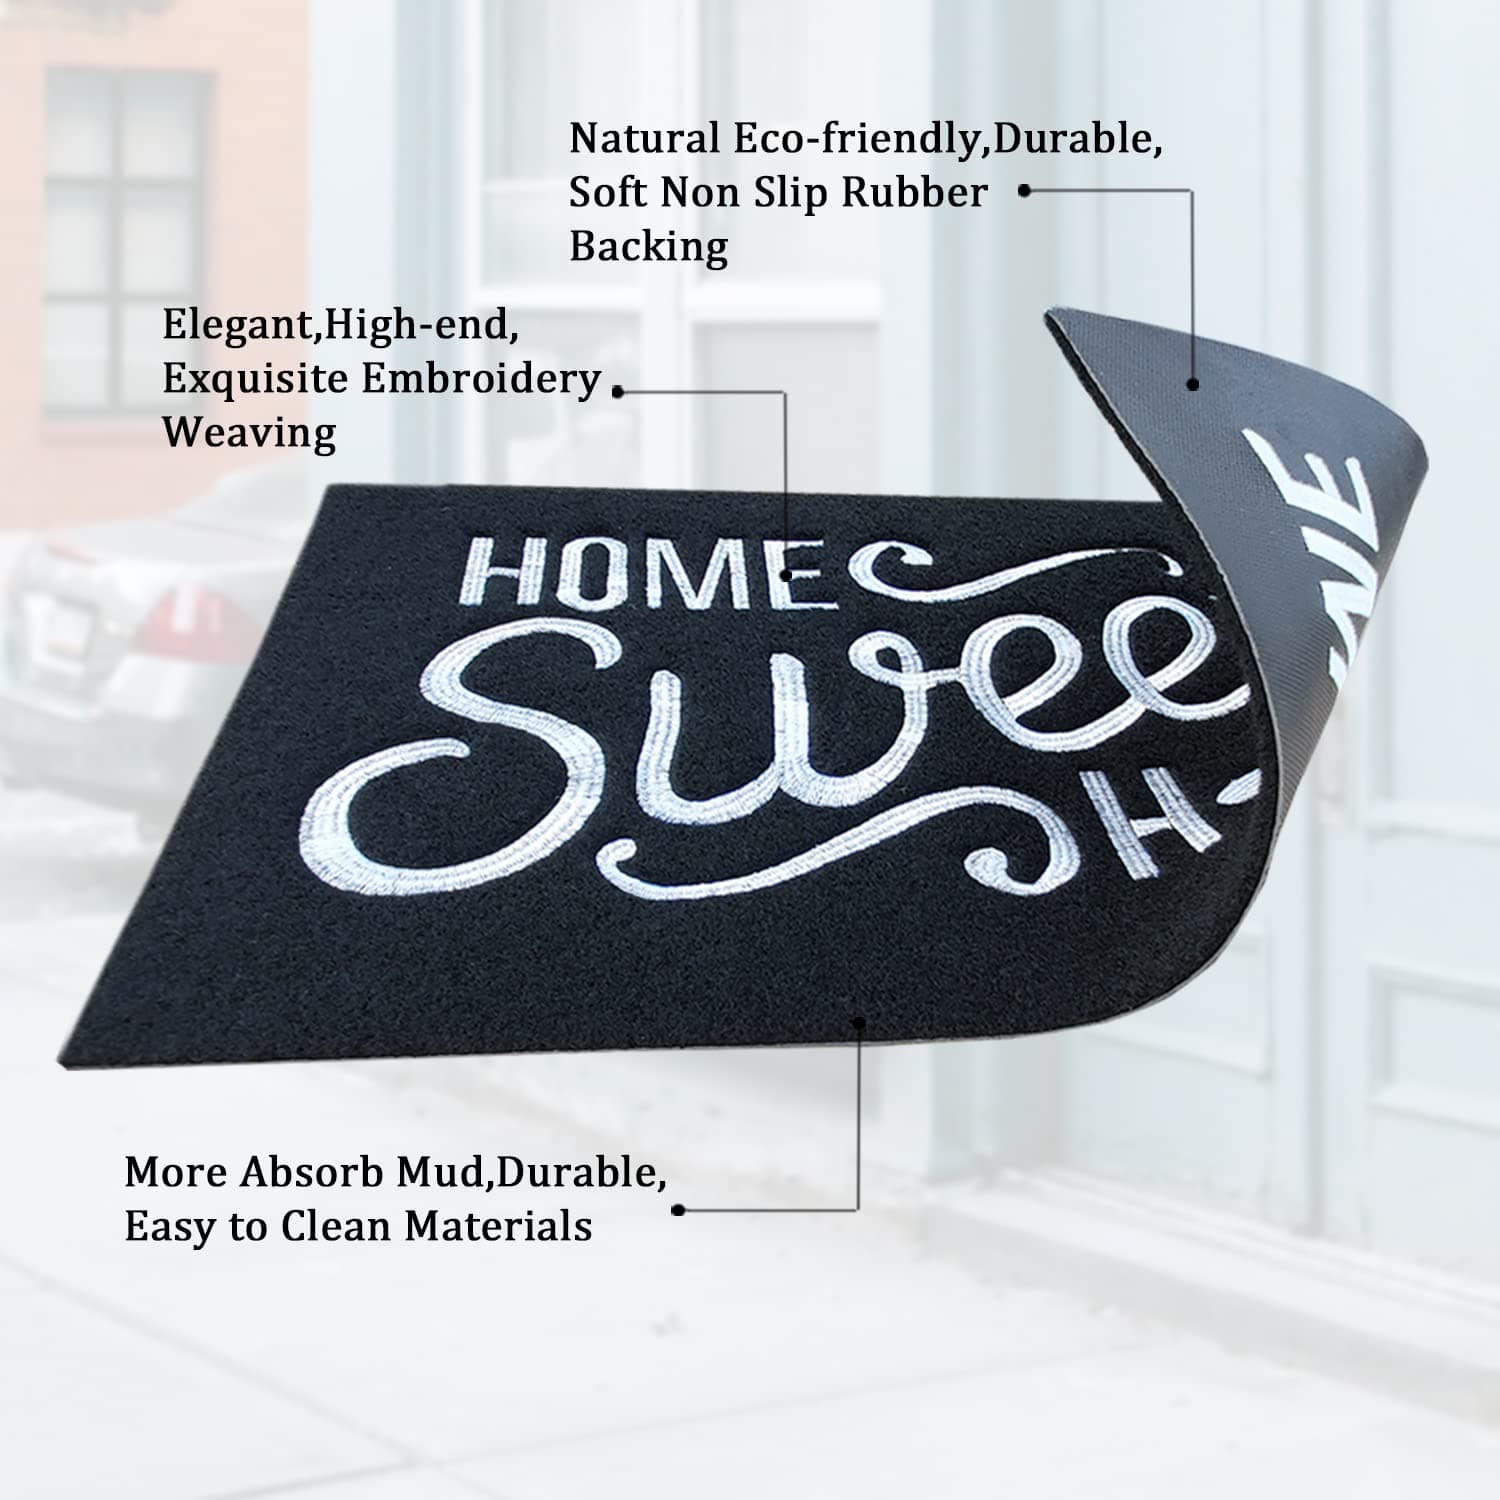 Natural Eco-friendly,Durable,
Soft Non Slip Rubber
Backing
Elegant,High-end,
Exquisite Embroidery
Weaving
HOME
Swee
H
ME
More Absorb Mud,Durable,
Easy to Clean Materials